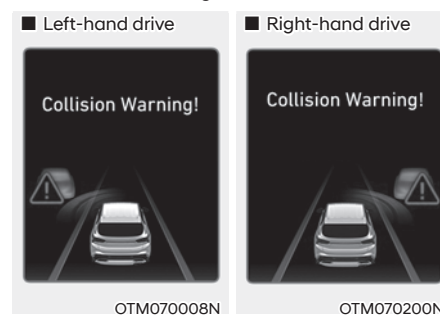 ■ Left-hand drive
Collision Warning!
OTM070008N
■ Right-hand drive
Collision Warning!
OTM070200N